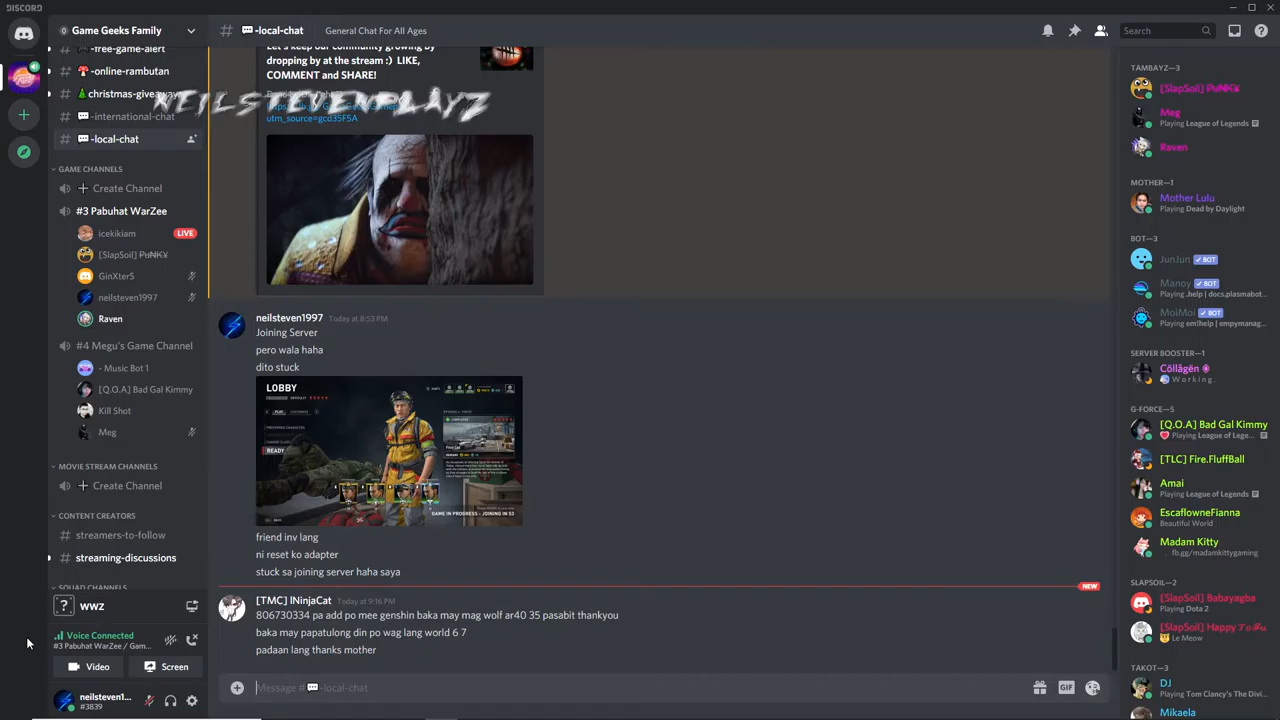 DISCORD
Game Geeks Family
-local-chat
General Chat For All Ages
Search
-free-game-alert
-online-rambutan
christmas-giveaway
-international-chat
-local-chat
NEILSTEVENPLAYZ
GAME CHANNELS
Create Channel
#3 Pabuhat WarZee
icekikiam
LIVE
[SlapSoil] PuNKY
GinXterS
neilsteven1997
Raven
#4 Megu's Game Channel
- Music Bot 1
[Q.O.A] Bad Gal Kimmy
Kill Shot
Meg
MOVIE STREAM CHANNELS
Create Channel
CONTENT CREATORS
streamers-to-follow
streaming-discussions
SQUAD CHANNELS
wwz
Voice Connected
#3 Pabuhat WarZee / Gam...
Video
Screen
neilsteven1...
#3839
Let's keep our community growing by
dropping by at the stream :) LIKE,
COMMENT and SHARE!
utm_source=gcd35F5A
neilsteven1997 Today at 8:53 PM
Joining Server
pero wala haha
dito stuck
LOBBY
READY
GAME IN PROGRESS - JOINING IN 53
friend inv lang
ni reset ko adapter
stuck sa joining server haha saya
NEW
[TMC] lNinjaCat Today at 9:16 PM
806730334 pa add po mee genshin baka may mag wolf ar40 35 pasabit thankyou
baka may papatulong din po wag lang world 6 7
padaan lang thanks mother
Message #-local-chat
GIF
TAMBAYZ—3
[SlapSoil] PuNKY
Meg
Playing League of Legends
Raven
MOTHER—1
Mother Lulu
Playing Dead by Daylight
BOT—3
JunJun BOT
Manoy BOT
Playing .help | docs.plasmabot...
MoiMoi BOT
Playing em!help | empymanag...
SERVER BOOSTER—1
Cöllãgën
Working.
G-FORCE—5
[Q.O.A] Bad Gal Kimmy
Playing League of Lege...
[TLC] Fire.FluffBall
Amai
Playing League of Legends
EscaflowneFianna
Beautiful World
Madam Kitty
fb.gg/madamkittygaming
SLAPSOIL—2
[SlapSoil] Babayagba
Playing Dota 2
[SlapSoil] Happy ToFu
Le Meow
TAKOT—3
DJ
Playing Tom Clancy's The Divi...
Mikaela